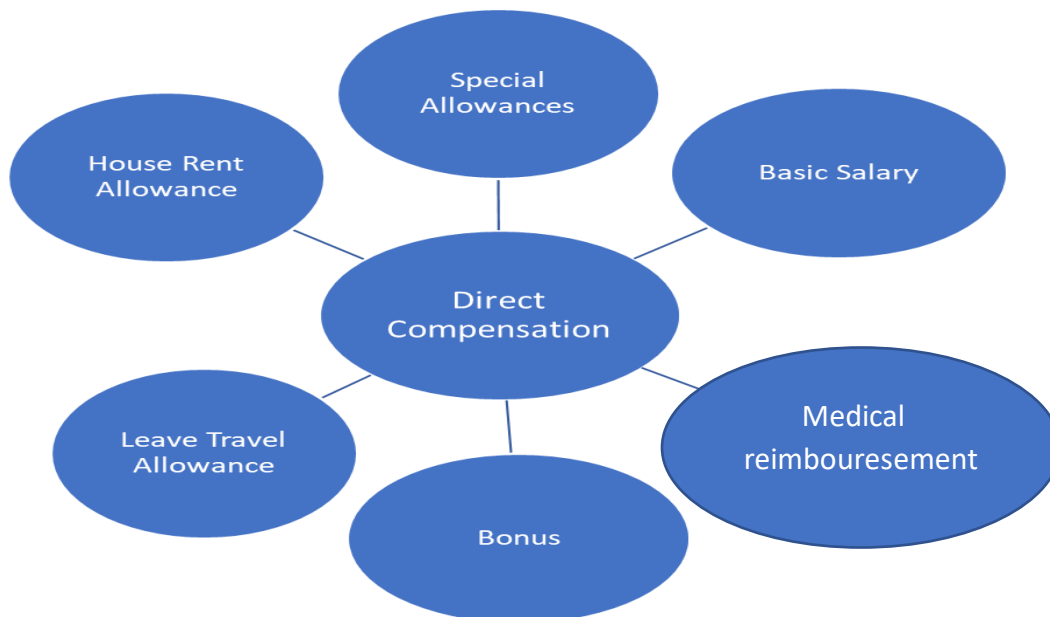 Special
Allowances
House Rent
Allowance
Basic Salary
Direct
Compensation
Leave Travel
Allowance
Medical
reimbouresement
Bonus